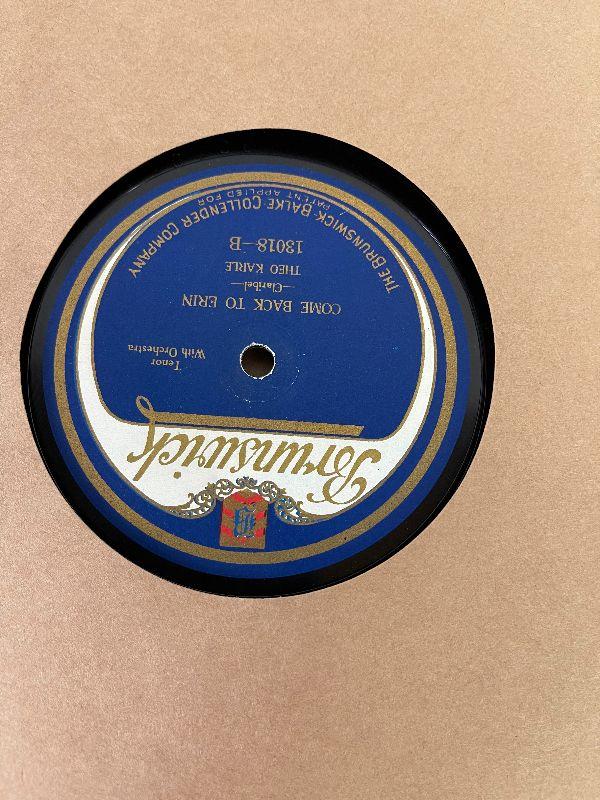 Brunswick
Tenor
With Orchestra
COME BACK TO ERIN
—Claribel—
THEO KARLE
13018-B
PATENT APPLIED FOR
THE BRUNSWICK-BALKE-COLLENDER COMPANY